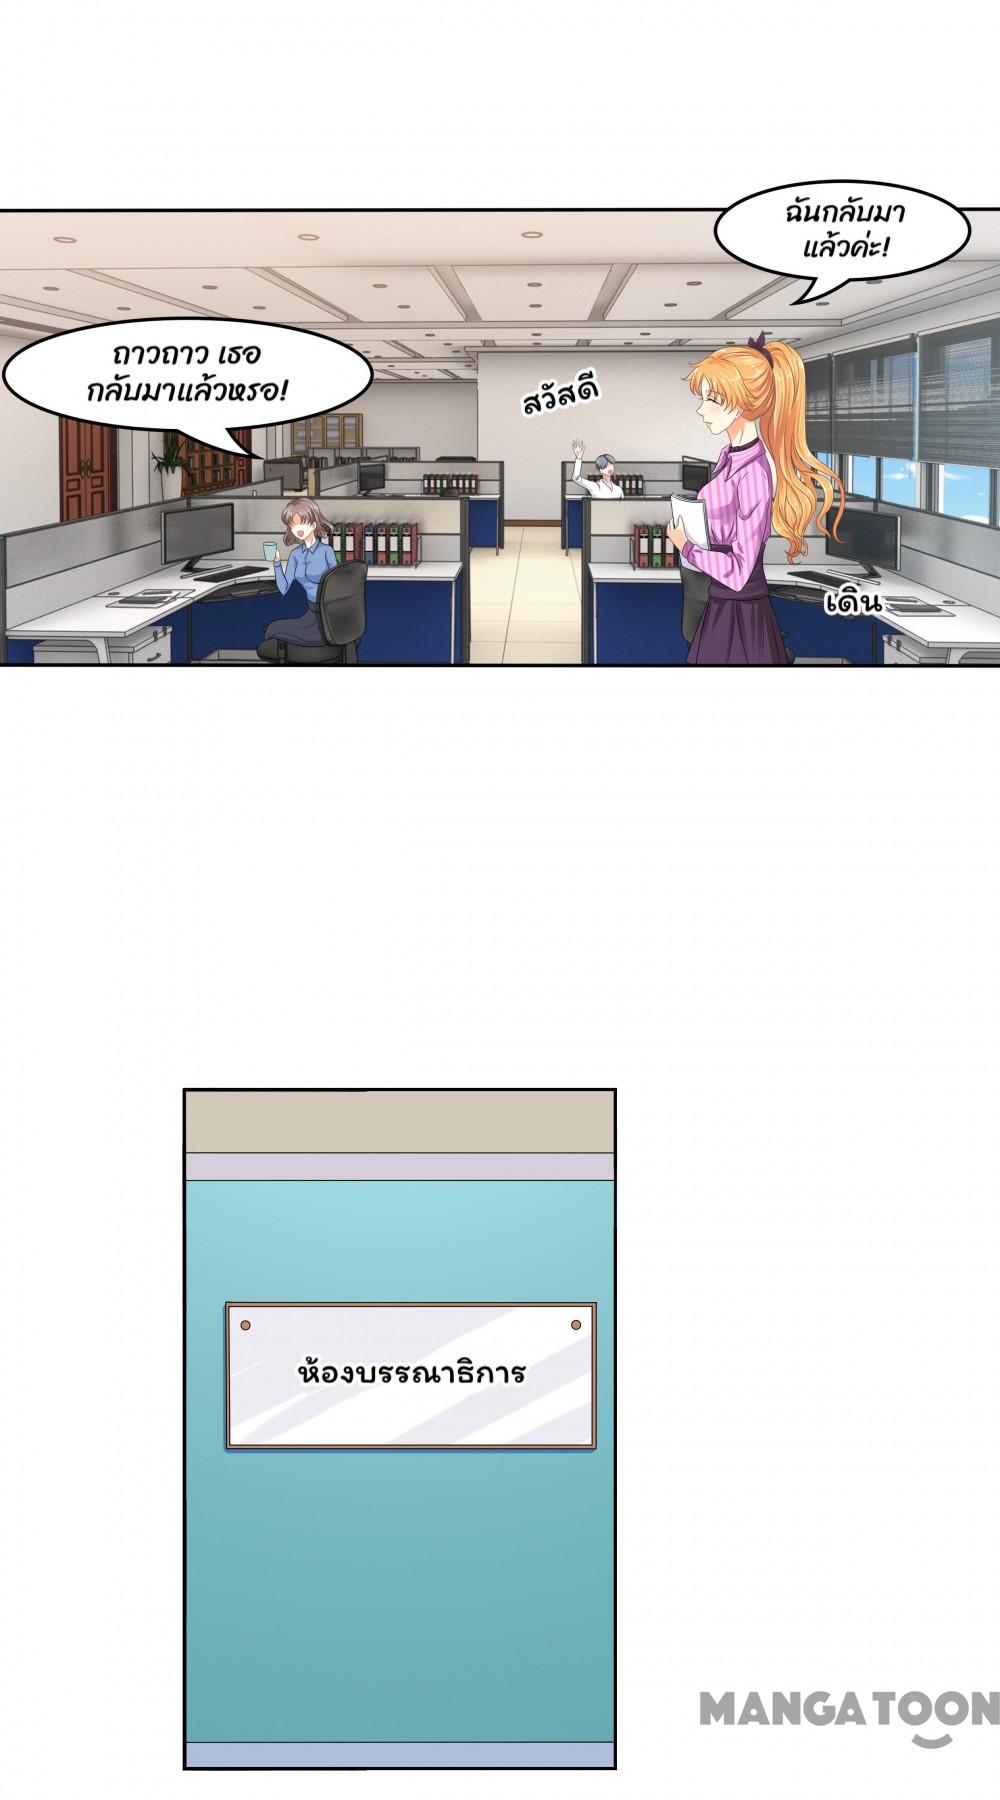 ฉันกลับมา
แล้วค่ะ!
ถาวถาว เธอ
กลับมาแล้วหรอ!
สวัสดี
เดิน
ห้องบรรณาธิการ
MANGATOON